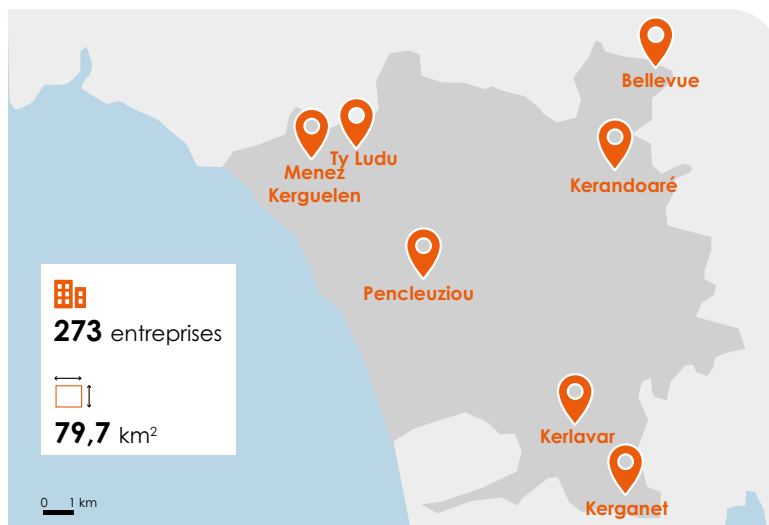 Bellevue
Ty Ludu
Menez
Kerguelen
Kerandoaré
Pencleuziou
273 entreprises
79,7 km²
Kerlavar
Kerganet
0 1 km